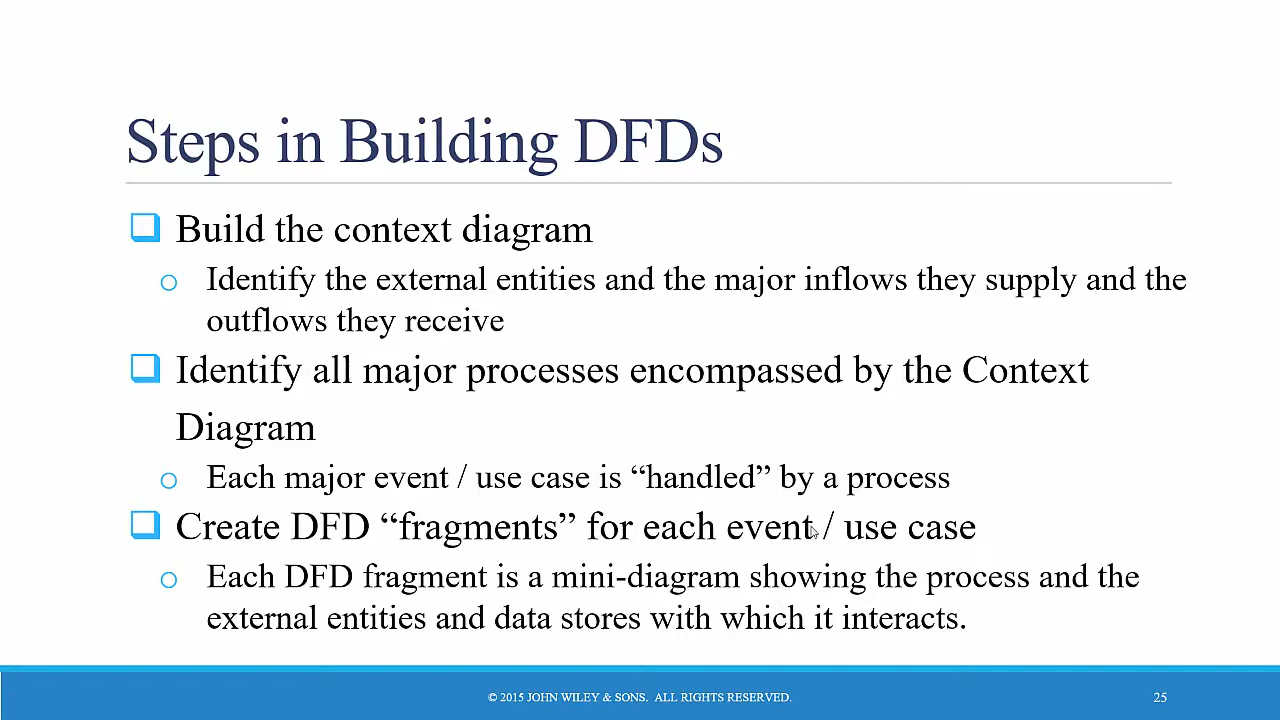 Steps in Building DFDs
Build the context diagram
Identify the external entities and the major inflows they supply and the
outflows they receive
Identify all major processes encompassed by the Context
Diagram
Each major event / use case is “handled” by a process
Create DFD “fragments” for each event / use case
Each DFD fragment is a mini-diagram showing the process and the
external entities and data stores with which it interacts.
© 2015 JOHN WILEY & SONS. ALL RIGHTS RESERVED.
25